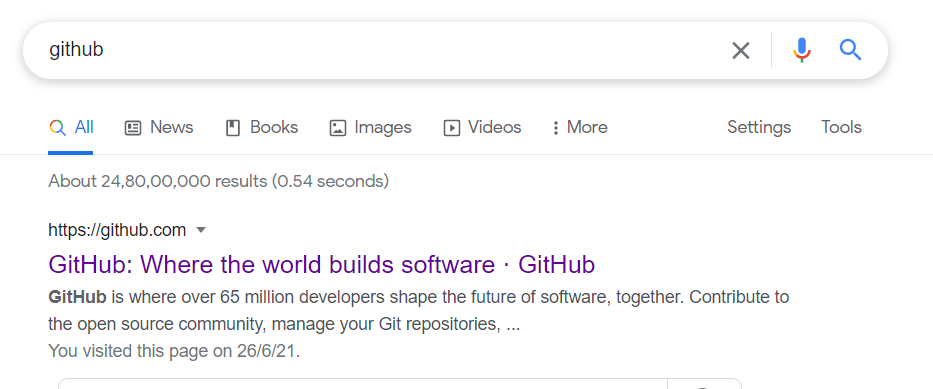 github
All News Books Images Videos More Settings Tools
About 24,80,00,000 results (0.54 seconds)
https://github.com
GitHub: Where the world builds software · GitHub
GitHub is where over 65 million developers shape the future of software, together. Contribute to
the open source community, manage your Git repositories, ...
You visited this page on 26/6/21.